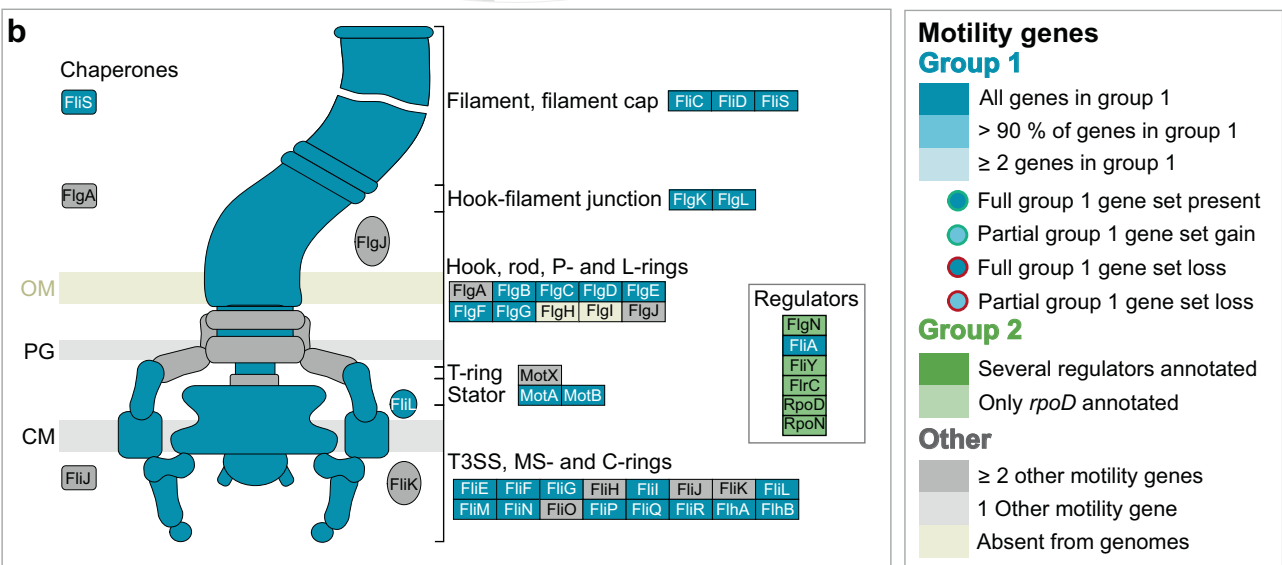 b
Chaperones
FliS
FlgA
FlgJ
OM
PG
CM
FliL
FliJ
FliK
Filament, filament cap FliC FliD FliS
Hook-filament junction FlgK FlgL
Hook, rod, P- and L-rings
FlgA FlgB FlgC FlgD FlgE
FlgF FlgG FlgH FlgI FlgJ
T-ring MotX
Stator MotA MotB
T3SS, MS- and C-rings
FliE FliF FliG FliH FliI FliJ FliK FliL
FliM FliN FliO FliP FliQ FliR FlhA FlhB
Regulators
FlgN
FliA
FliY
FlrC
RpoD
RpoN
Motility genes
Group 1
All genes in group 1
> 90 % of genes in group 1
≥ 2 genes in group 1
Full group 1 gene set present
Partial group 1 gene set gain
Full group 1 gene set loss
Partial group 1 gene set loss
Group 2
Several regulators annotated
Only rpoD annotated
Other
≥ 2 other motility genes
1 Other motility gene
Absent from genomes